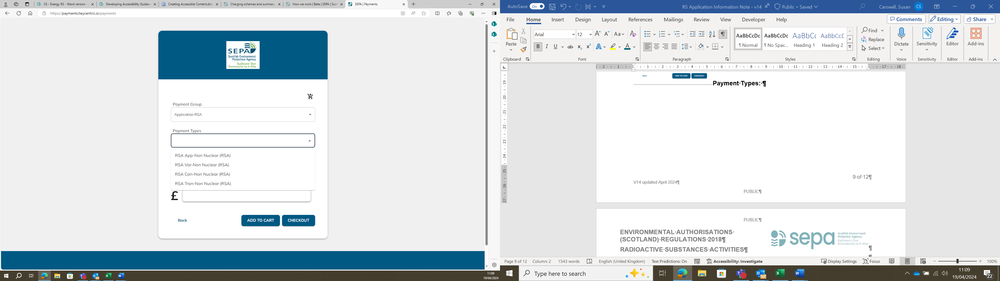 CE - Energy RS - Word version - A
Developing Accessibility Guidanc
Creating Accessible Content.docx
Charging schemes and summary
How we work | Beta | SEPA | Scot
SEPA | Payments
https://payments.heycentric.io/payments
SEPA
Scottish Environment
Protection Agency
Buidheann Dìon
Àrainneachd na h-Alba
Payment Group
Application RSA
Payment Types
RSA App-Non Nuclear (RSA)
RSA Var-Non Nuclear (RSA)
RSA Can-Non Nuclear (RSA)
RSA Tran-Non Nuclear (RSA)
£
Back
ADD TO CART
CHECKOUT
11:09
19/04/2024
AutoSave On
RS Application Information Note - v14
Public • Saved
Carswell, Susan CS
File Home Insert Design Layout References Mailings Review View Developer Help
Comments Editing Share
Paste
Clipboard
Arial 12
Font
Paragraph
AaBbCcDc AaBbCcDc AaBbCc AaBbCcD
¶ Normal ¶ No Spac... Heading 1 Heading 2
Styles
Find
Replace
Select
Editing
Dictate
Voice
Sensitivity
Sensitivity
Editor
Editor
Add-ins
Add-ins
Back ADD TO CART CHECKOUT
Payment·Types:·¶
9·of·12¶
V14·updated·April·2024¶
PUBLIC¶
PUBLIC¶
ENVIRONMENTAL·AUTHORISATIONS·
(SCOTLAND)·REGULATIONS·2018¶
RADIOACTIVE·SUBSTANCES·ACTIVITIES¶
sepa
Scottish Environment
Protection Agency
Buidheann Dìon
Àrainneachd na h-Alba
¶
Page 9 of 12 Column: 2 1543 words English (United Kingdom) Text Predictions: On Accessibility: Investigate Display Settings Focus 100%
Type here to search
11:09
19/04/2024
22